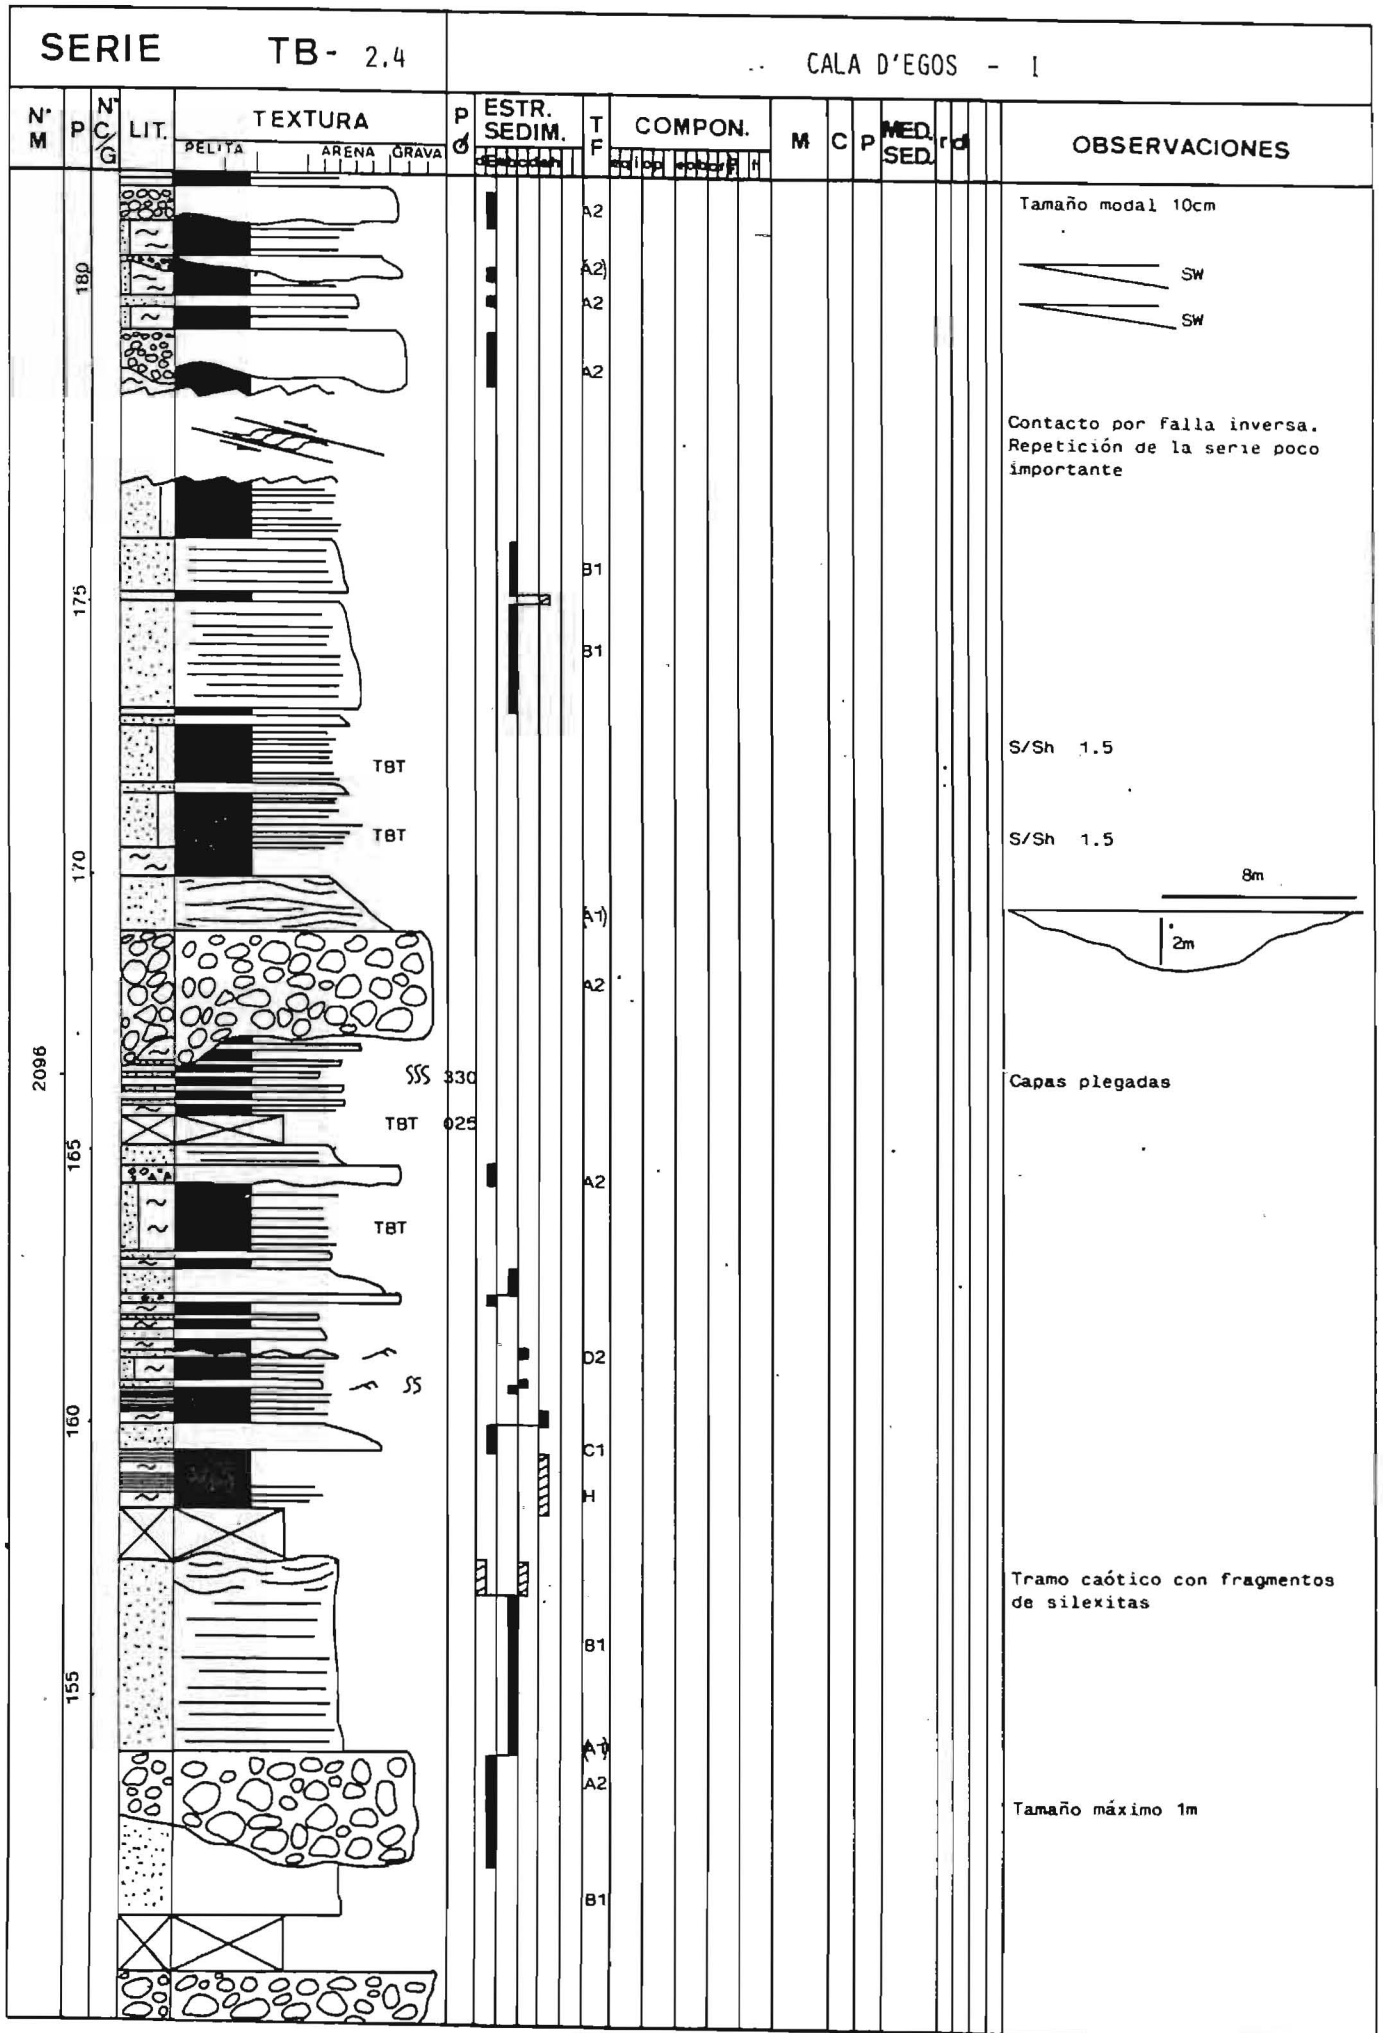 SERIE TB- 2.4 CALA D'EGOS - I
N° M P N° C/G LIT. TEXTURA P Ø ESTR. SEDIM. T F COMPON. M C P MED. SED. r d OBSERVACIONES
PELITA ARENA GRAVA
A2 Tamaño modal 10cm
180 A2) SW
A2 SW
A2
Contacto por falla inversa.
Repetición de la serie poco
importante
B1
175
B1
TBT S/Sh 1.5
TBT S/Sh 1.5
170 8m
(A1)
2m
A2
2096 SSS 330 Capas plegadas
TBT 025
165 A2
TBT
D2
SS
160 C1
H
Tramo caótico con fragmentos
de silexitas
B1
155
(A1)
A2
Tamaño máximo 1m
B1